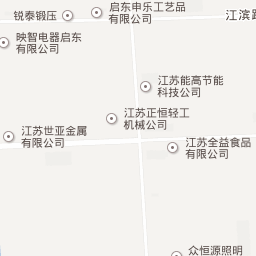 锐泰锻压
启东申乐工艺品
有限公司
江滨路
映智电器启东
有限公司
江苏能高节能
科技公司
江苏正恒轻工
机械公司
江苏世亚金属
有限公司
江苏全益食品
有限公司
众恒源照明